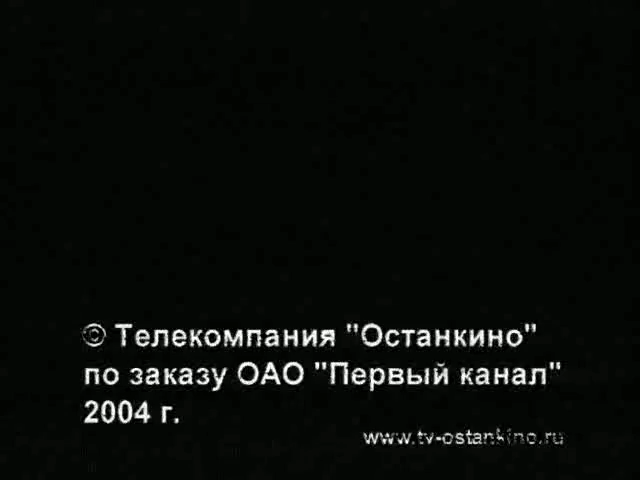 © Телекомпания "Останкино"
по заказу ОАО "Первый канал"
2004 г.
www.tv-ostankino.ru